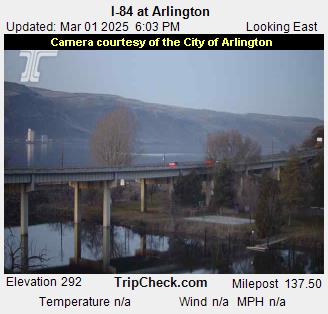 I-84 at Arlington
Updated: Mar 01 2025 6:03 PM Looking East
Camera courtesy of the City of Arlington
Elevation 292 TripCheck.com Milepost 137.50
Temperature n/a Wind n/a MPH n/a